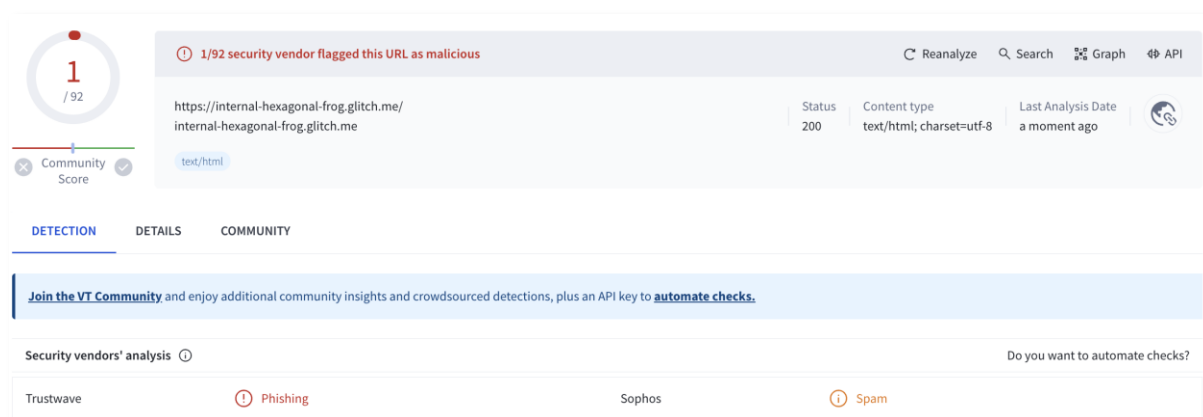 1
/ 92
Community
Score
1/92 security vendor flagged this URL as malicious
Reanalyze Search Graph API
https://internal-hexagonal-frog.glitch.me/
internal-hexagonal-frog.glitch.me
text/html
Status
200
Content type
text/html; charset=utf-8
Last Analysis Date
a moment ago
DETECTION DETAILS COMMUNITY
Join the VT Community and enjoy additional community insights and crowdsourced detections, plus an API key to automate checks.
Security vendors' analysis Do you want to automate checks?
Trustwave Phishing Sophos Spam